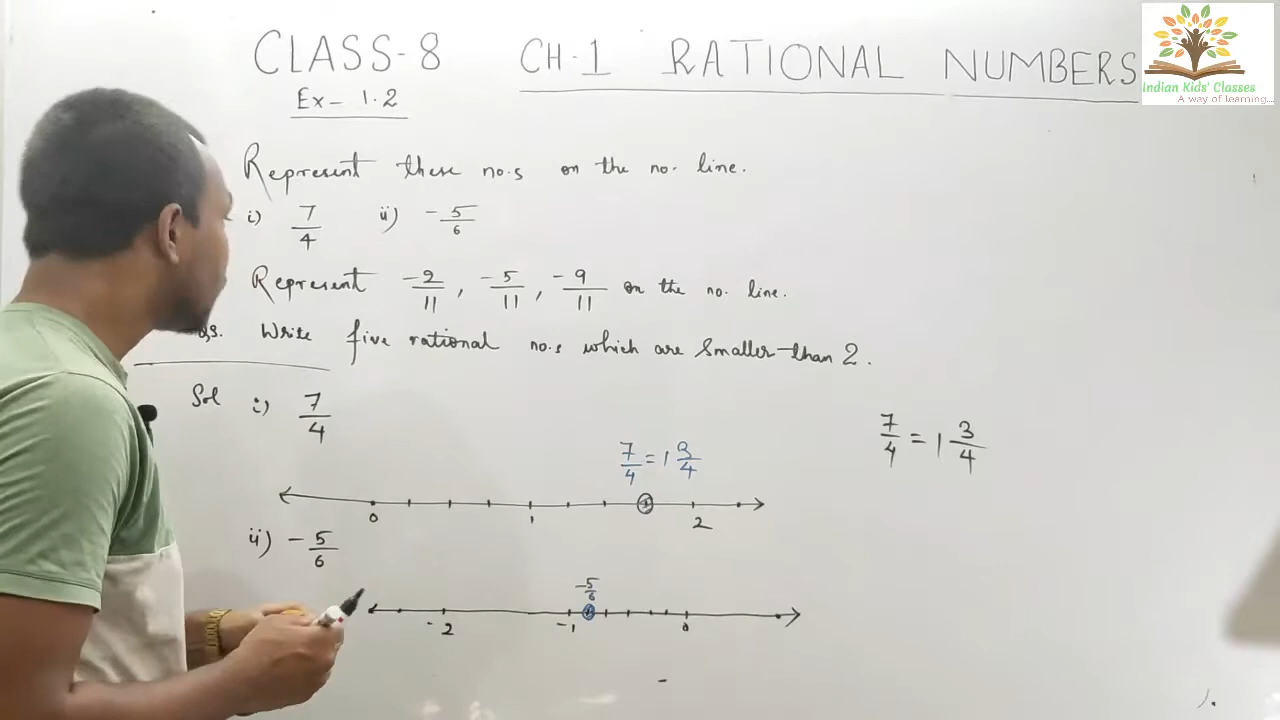 CLASS-8 CH.1 RATIONAL NUMBERS
Indian Kids' Classes
A way of learning...
Ex- 1.2
Represent these no.s on the no. line.
i) 7/4 ii) -5/6
Represent -2/11, -5/11, -9/11 on the no. line.
Q3. Write five rational no.s which are smaller than 2.
Sol i) 7/4
7/4 = 1 3/4
7/4 = 1 3/4
0 1 2
ii) -5/6
-5/6
-2 -1 0